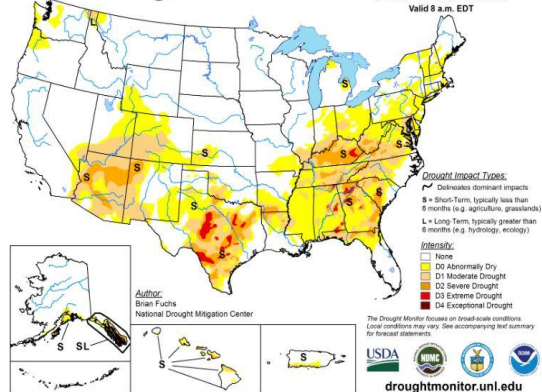 Valid 8 a.m. EDT
S
S
S
S
S
S
S
S
S
S
S
Drought Impact Types:
Delineates dominant impacts
S = Short-Term, typically less than
6 months (e.g. agriculture, grasslands)
L = Long-Term, typically greater than
6 months (e.g. hydrology, ecology)
Intensity:
None
D0 Abnormally Dry
D1 Moderate Drought
D2 Severe Drought
D3 Extreme Drought
D4 Exceptional Drought
Author:
Brian Fuchs
National Drought Mitigation Center
S
SL
S
S
The Drought Monitor focuses on broad-scale conditions.
Local conditions may vary. See accompanying text summary
for forecast statements.
USDA
NDMC
NOAA
droughtmonitor.unl.edu